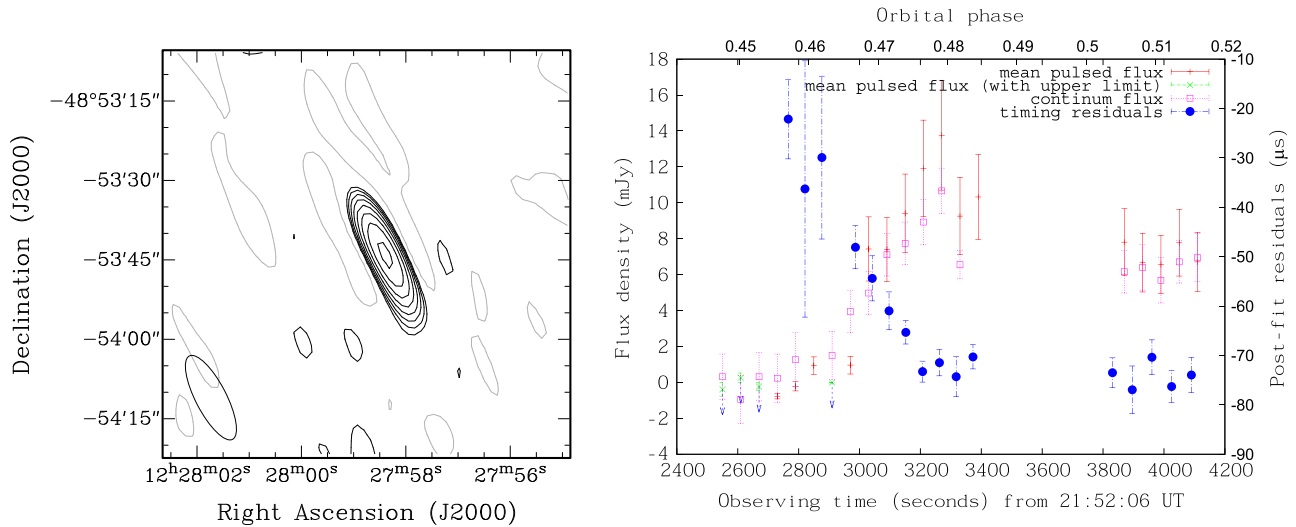 Declination (J2000)
−48°53′15″
−53′30″
−53′45″
−54′00″
−54′15″
12ʰ28ᵐ02ˢ 28ᵐ00ˢ 27ᵐ58ˢ 27ᵐ56ˢ
Right Ascension (J2000)
Orbital phase
0.45 0.46 0.47 0.48 0.49 0.5 0.51 0.52
Flux density (mJy)
18
16
14
12
10
8
6
4
2
0
-2
-4
mean pulsed flux
mean pulsed flux (with upper limit)
continum flux
timing residuals
-10
-20
-30
-40
-50
-60
-70
-80
-90
Post-fit residuals (μs)
2400 2600 2800 3000 3200 3400 3600 3800 4000 4200
Observing time (seconds) from 21:52:06 UT